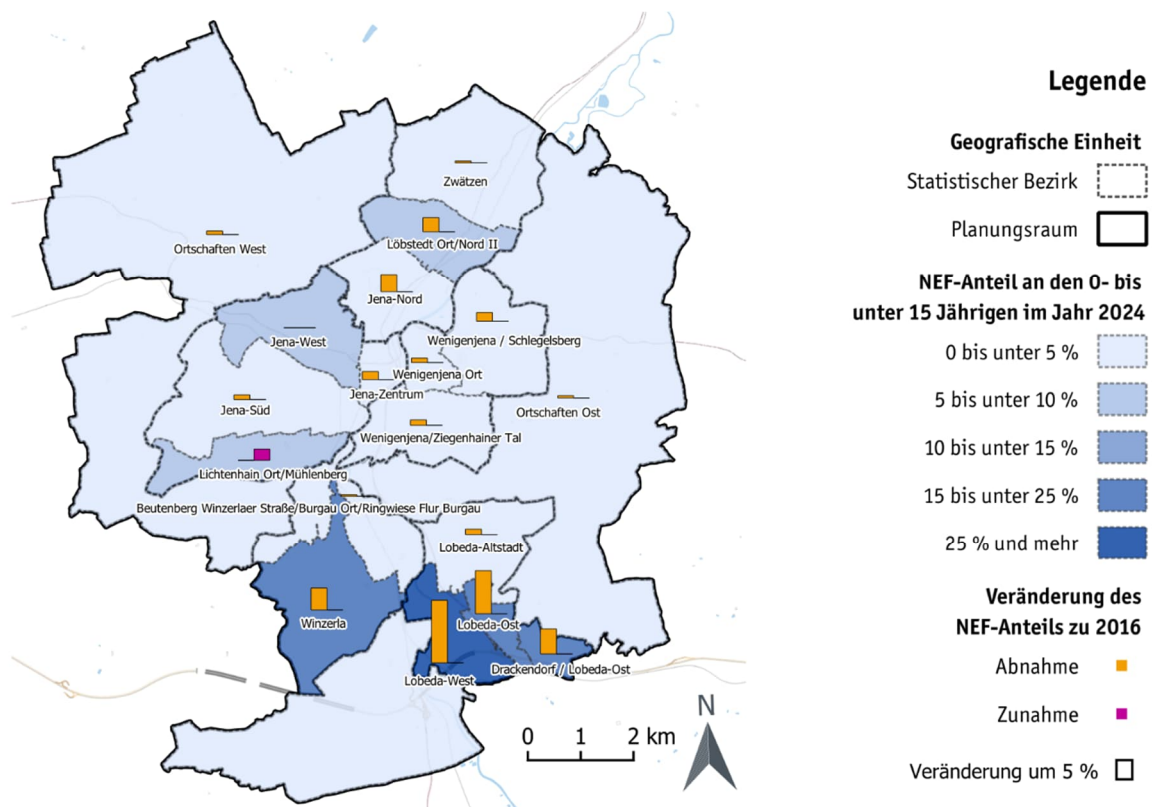 Zwätzen
Ortschaften West
Löbstedt Ort/Nord II
Jena-Nord
Jena-West
Wenigenjena / Schlegelsberg
Wenigenjena Ort
Jena-Zentrum
Jena-Süd
Ortschaften Ost
Wenigenjena/Ziegenhainer Tal
Lichtenhain Ort/Mühlenberg
Beutenberg Winzerlaer Straße/Burgau Ort/Ringwiese Flur Burgau
Lobeda-Altstadt
Winzerla
Lobeda-Ost
Drackendorf / Lobeda-Ost
Lobeda-West
0 1 2 km
N
Legende
Geografische Einheit
Statistischer Bezirk
Planungsraum
NEF-Anteil an den 0- bis
unter 15 Jährigen im Jahr 2024
0 bis unter 5 %
5 bis unter 10 %
10 bis unter 15 %
15 bis unter 25 %
25 % und mehr
Veränderung des
NEF-Anteils zu 2016
Abnahme
Zunahme
Veränderung um 5 %